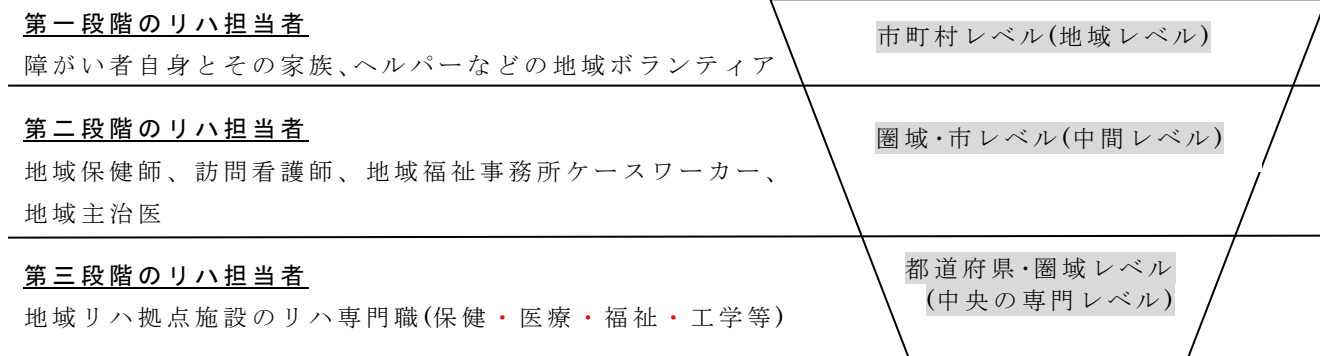 第一段階のリハ担当者
市町村レベル(地域レベル)
障がい者自身とその家族、ヘルパーなどの地域ボランティア
第二段階のリハ担当者
圏域・市レベル(中間レベル)
地域保健師、訪問看護師、地域福祉事務所ケースワーカー、
地域主治医
第三段階のリハ担当者
都道府県・圏域レベル
(中央の専門レベル)
地域リハ拠点施設のリハ専門職(保健・医療・福祉・工学等)